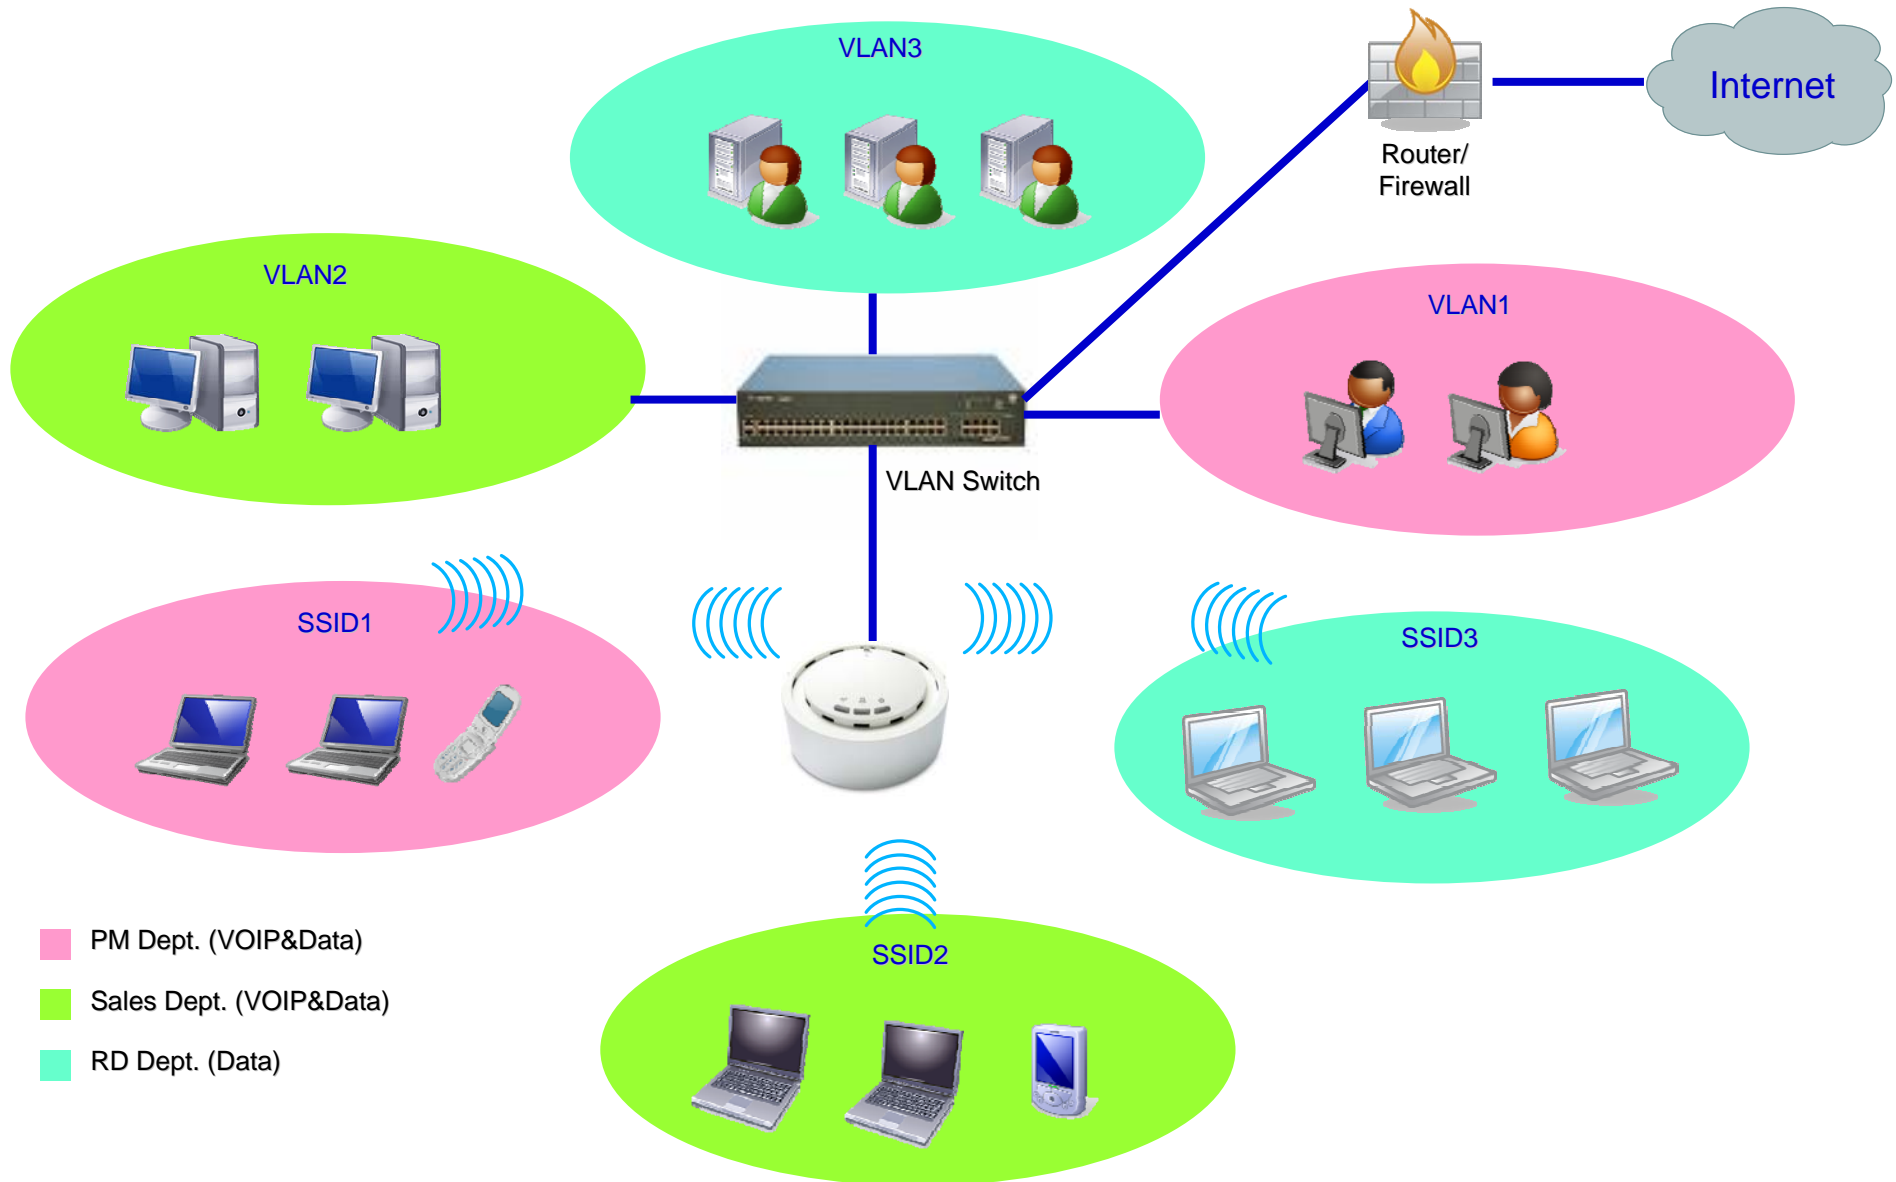 VLAN3
Internet
Router/
Firewall
VLAN2
VLAN1
VLAN Switch
SSID1
SSID3
PM Dept. (VOIP&Data)
SSID2
Sales Dept. (VOIP&Data)
RD Dept. (Data)